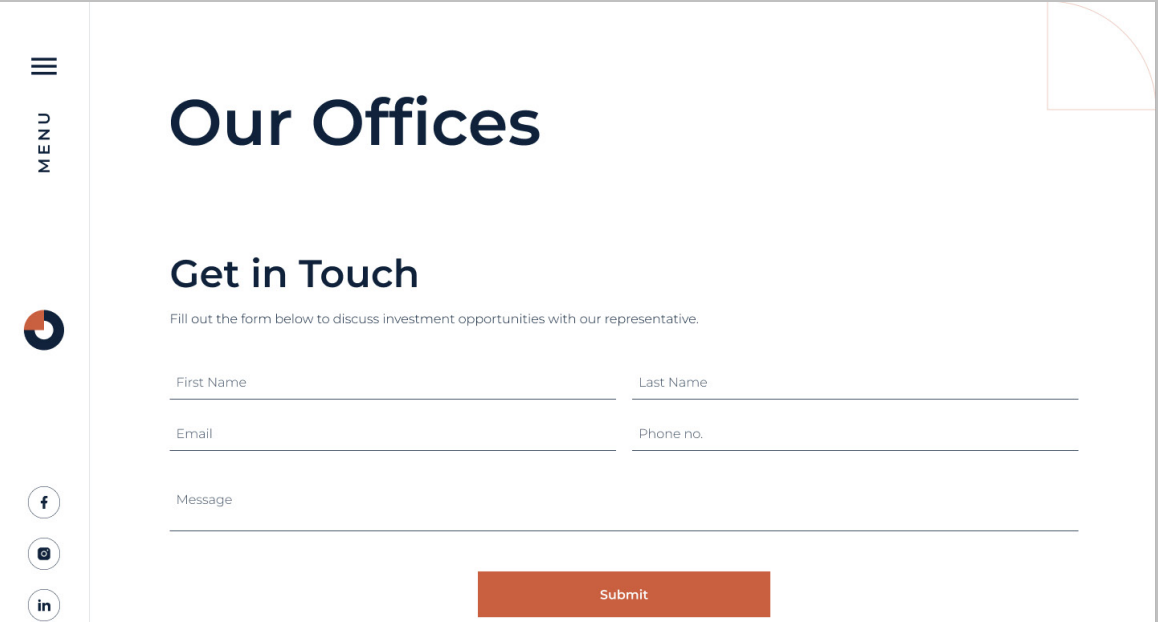 MENU
Our Offices
Get in Touch
Fill out the form below to discuss investment opportunities with our representative.
First Name
Last Name
Email
Phone no.
Message
Submit
f
in